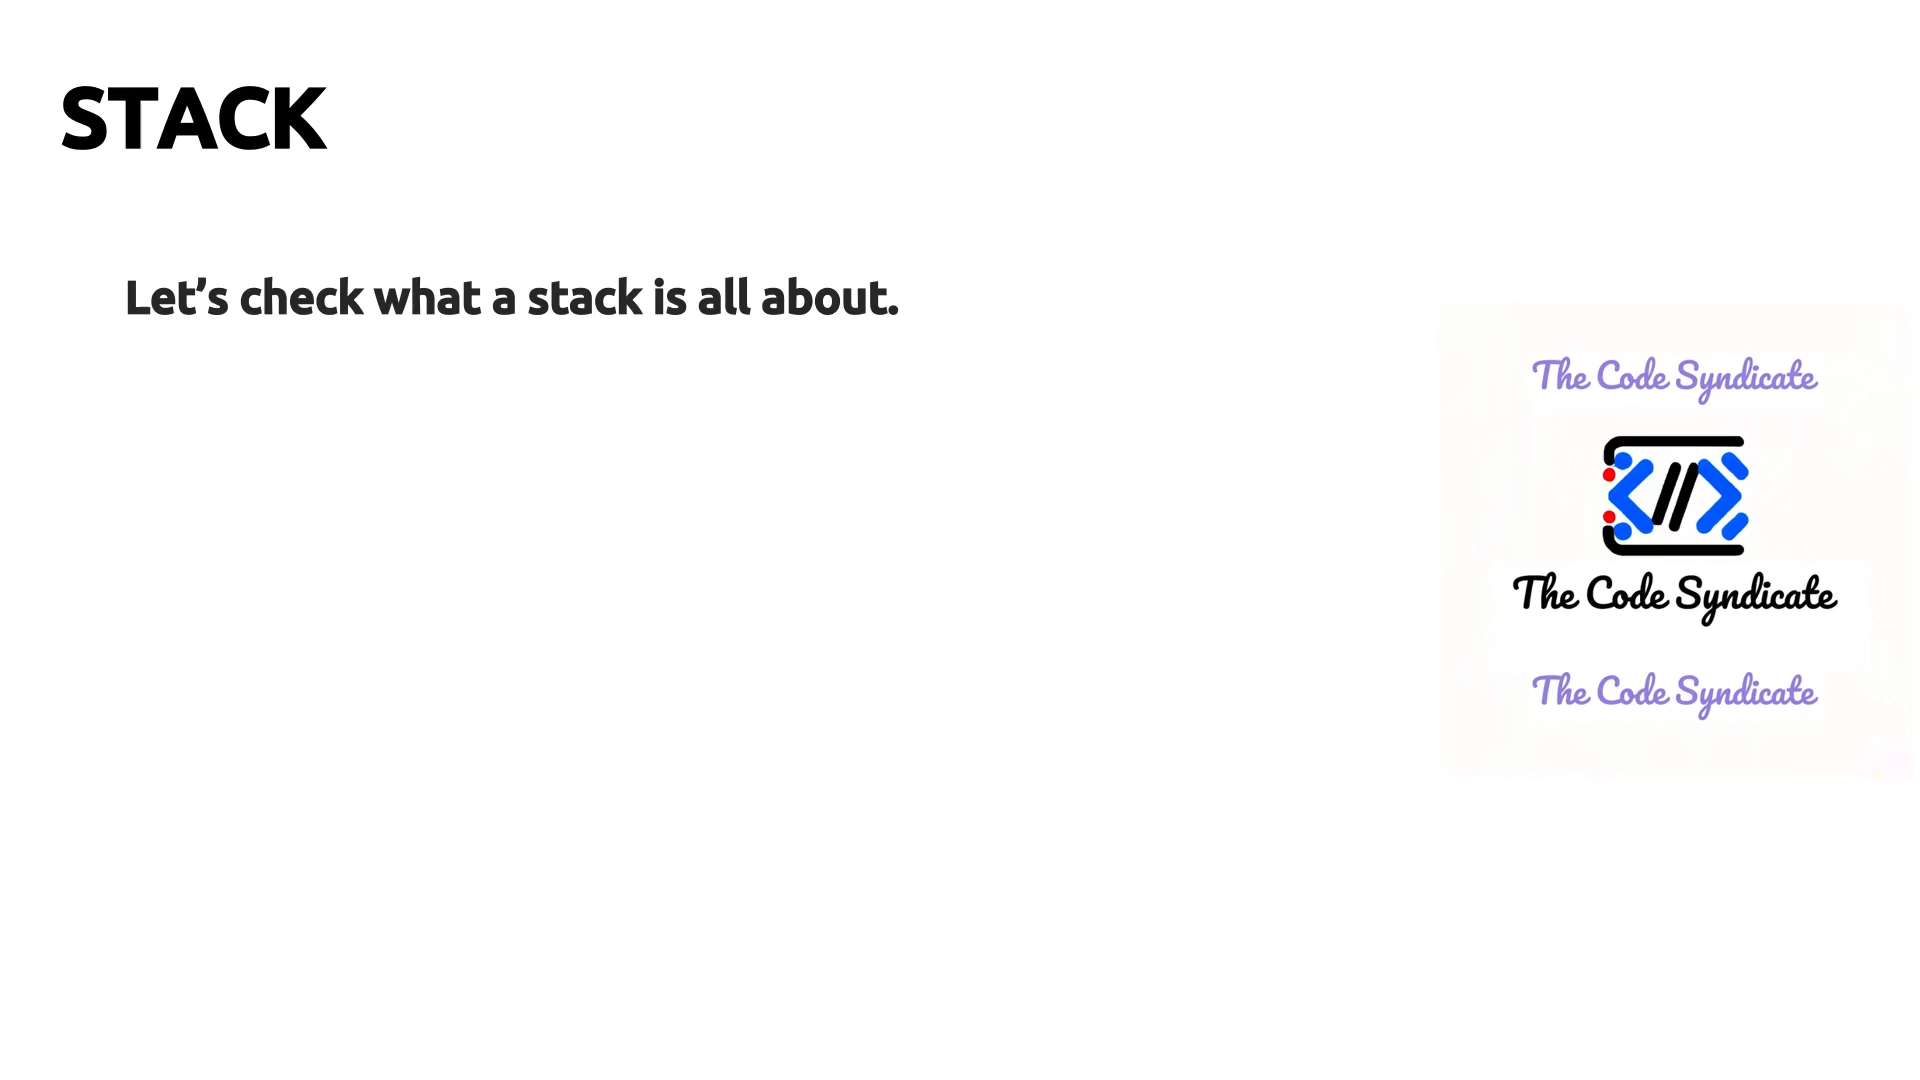 STACK
Let’s check what a stack is all about.
The Code Syndicate
The Code Syndicate
The Code Syndicate